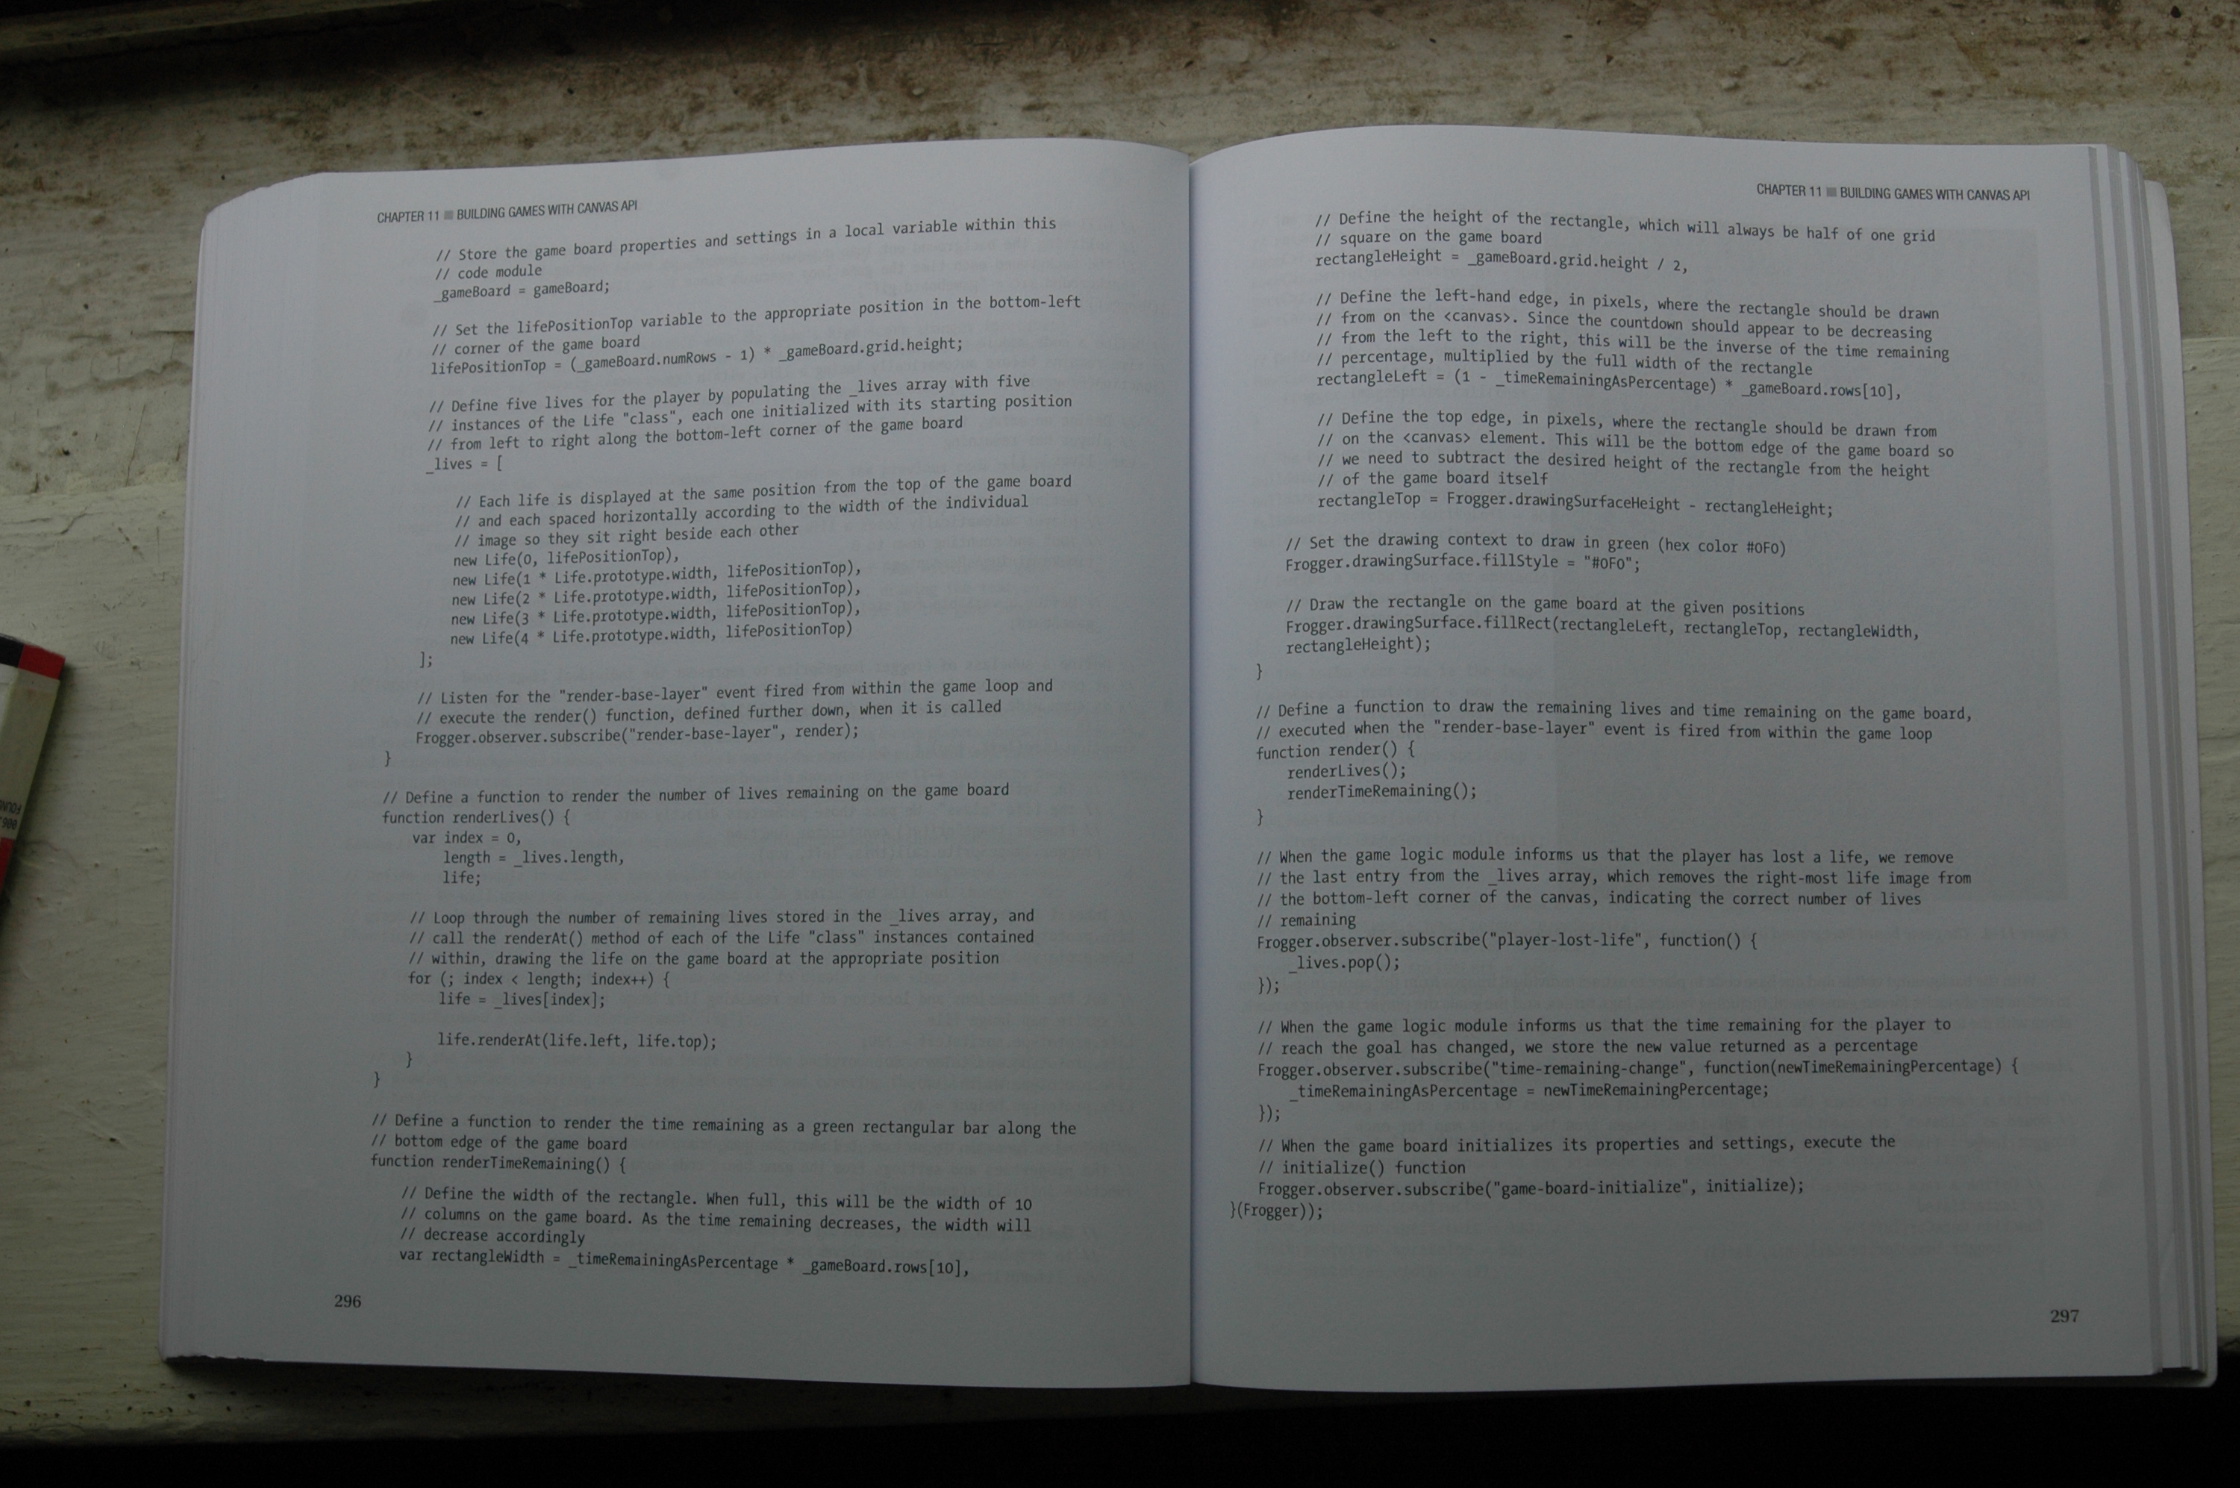 CHAPTER 11 ■ BUILDING GAMES WITH CANVAS API
// Store the game board properties and settings in a local variable within this
// code module
_gameBoard = gameBoard;
// Set the lifePositionTop variable to the appropriate position in the bottom-left
// corner of the game board
lifePositionTop = (_gameBoard.numRows - 1) * _gameBoard.grid.height;
// Define five lives for the player by populating the _lives array with five
// instances of the Life "class", each one initialized with its starting position
// from left to right along the bottom-left corner of the game board
_lives = [
// Each life is displayed at the same position from the top of the game board
// and each spaced horizontally according to the width of the individual
// image so they sit right beside each other
new Life(0, lifePositionTop),
new Life(1 * Life.prototype.width, lifePositionTop),
new Life(2 * Life.prototype.width, lifePositionTop),
new Life(3 * Life.prototype.width, lifePositionTop),
new Life(4 * Life.prototype.width, lifePositionTop)
];
// Listen for the "render-base-layer" event fired from within the game loop and
// execute the render() function, defined further down, when it is called
Frogger.observer.subscribe("render-base-layer", render);
}
// Define a function to render the number of lives remaining on the game board
function renderLives() {
var index = 0,
length = _lives.length,
life;
// Loop through the number of remaining lives stored in the _lives array, and
// call the renderAt() method of each of the Life "class" instances contained
// within, drawing the life on the game board at the appropriate position
for (; index < length; index++) {
life = _lives[index];
life.renderAt(life.left, life.top);
}
}
// Define a function to render the time remaining as a green rectangular bar along the
// bottom edge of the game board
function renderTimeRemaining() {
// Define the width of the rectangle. When full, this will be the width of 10
// columns on the game board. As the time remaining decreases, the width will
// decrease accordingly
var rectangleWidth = _timeRemainingAsPercentage * _gameBoard.rows[10],
296
CHAPTER 11 ■ BUILDING GAMES WITH CANVAS API
// Define the height of the rectangle, which will always be half of one grid
// square on the game board
rectangleHeight = _gameBoard.grid.height / 2,
// Define the left-hand edge, in pixels, where the rectangle should be drawn
// from on the <canvas>. Since the countdown should appear to be decreasing
// from the left to the right, this will be the inverse of the time remaining
// percentage, multiplied by the full width of the rectangle
rectangleLeft = (1 - _timeRemainingAsPercentage) * _gameBoard.rows[10],
// Define the top edge, in pixels, where the rectangle should be drawn from
// on the <canvas> element. This will be the bottom edge of the game board so
// we need to subtract the desired height of the rectangle from the height
// of the game board itself
rectangleTop = Frogger.drawingSurfaceHeight - rectangleHeight;
// Set the drawing context to draw in green (hex color #0F0)
Frogger.drawingSurface.fillStyle = "#0F0";
// Draw the rectangle on the game board at the given positions
Frogger.drawingSurface.fillRect(rectangleLeft, rectangleTop, rectangleWidth,
rectangleHeight);
}
// Define a function to draw the remaining lives and time remaining on the game board,
// executed when the "render-base-layer" event is fired from within the game loop
function render() {
renderLives();
renderTimeRemaining();
}
// When the game logic module informs us that the player has lost a life, we remove
// the last entry from the _lives array, which removes the right-most life image from
// the bottom-left corner of the canvas, indicating the correct number of lives
// remaining
Frogger.observer.subscribe("player-lost-life", function() {
_lives.pop();
});
// When the game logic module informs us that the time remaining for the player to
// reach the goal has changed, we store the new value returned as a percentage
Frogger.observer.subscribe("time-remaining-change", function(newTimeRemainingPercentage) {
_timeRemainingAsPercentage = newTimeRemainingPercentage;
});
// When the game board initializes its properties and settings, execute the
// initialize() function
Frogger.observer.subscribe("game-board-initialize", initialize);
}(Frogger));
297